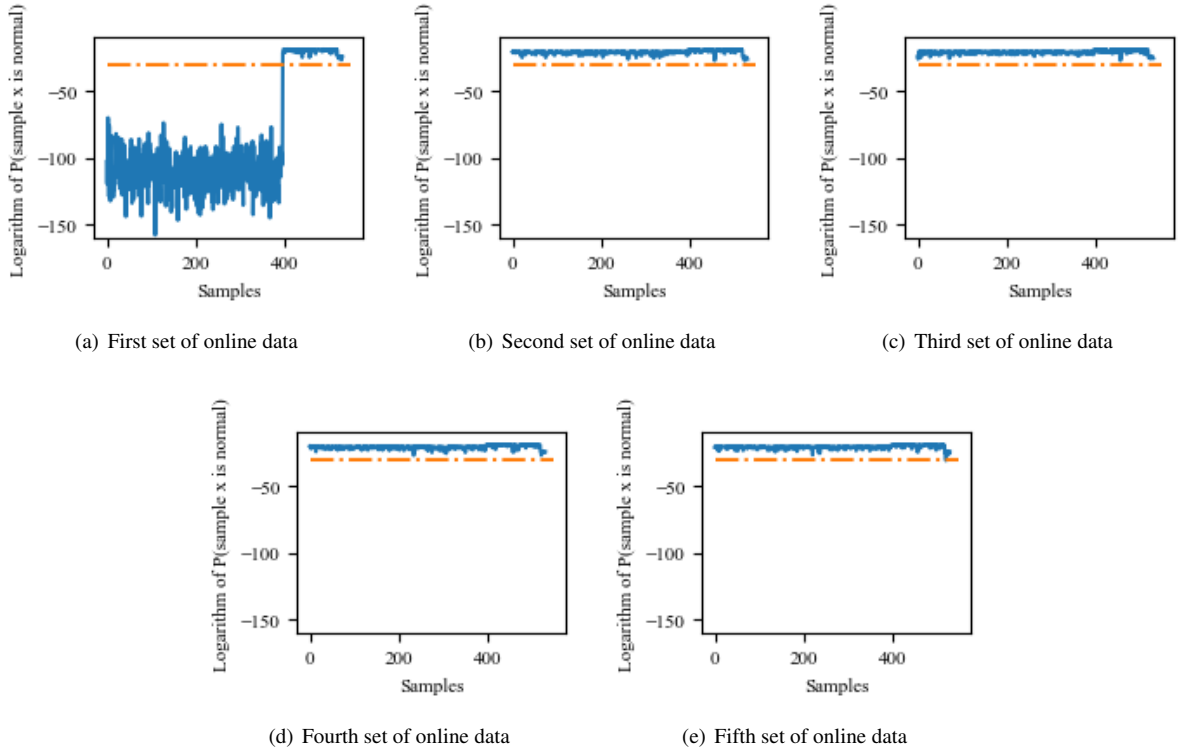 Logarithm of P(sample x is normal)
−50
−100
−150
0
200
400
Samples
(a) First set of online data
Logarithm of P(sample x is normal)
−50
−100
−150
0
200
400
Samples
(b) Second set of online data
Logarithm of P(sample x is normal)
−50
−100
−150
0
200
400
Samples
(c) Third set of online data
Logarithm of P(sample x is normal)
−50
−100
−150
0
200
400
Samples
(d) Fourth set of online data
Logarithm of P(sample x is normal)
−50
−100
−150
0
200
400
Samples
(e) Fifth set of online data